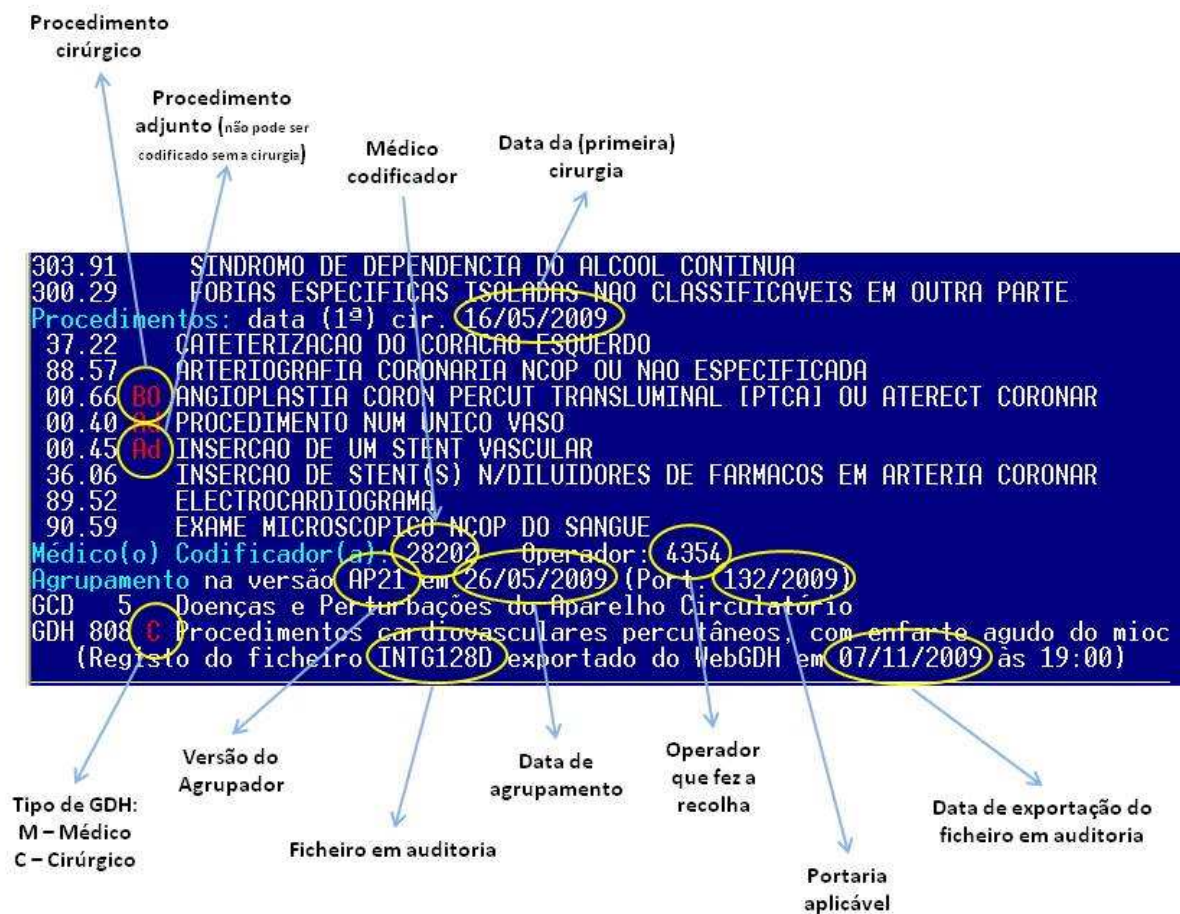 Procedimento
cirúrgico
Procedimento
adjunto (não pode ser
codificado sem a cirurgia)
Médico
codificador
Data da (primeira)
cirurgia
303.91 SINDROMO DE DEPENDENCIA DO ALCOOL CONTINUA
300.29 FOBIAS ESPECIFICAS ISOLADAS NAO CLASSIFICAVEIS EM OUTRA PARTE
Procedimentos: data (1ª) cir. 16/05/2009
37.22 CATETERIZACAO DO CORACAO ESQUERDO
88.57 ARTERIOGRAFIA CORONARIA NCOP OU NAO ESPECIFICADA
00.66 BO ANGIOPLASTIA CORON PERCUT TRANSLUMINAL [PTCA] OU ATERECT CORONAR
00.40 Ad PROCEDIMENTO NUM UNICO VASO
00.45 Ad INSERCAO DE UM STENT VASCULAR
36.06 INSERCAO DE STENT(S) N/DILUIDORES DE FARMACOS EM ARTERIA CORONAR
89.52 ELECTROCARDIOGRAMA
90.59 EXAME MICROSCOPICO NCOP DO SANGUE
Médico(o) Codificador(a): 28202 Operador: 4354
Agrupamento na versão AP21 em 26/05/2009 (Port. 132/2009)
GCD 5 Doenças e Perturbações do Aparelho Circulatório
GDH 808 C Procedimentos cardiovasculares percutâneos, com enfarte agudo do mioc
(Registo do ficheiro INTG128D exportado do WebGDH em 07/11/2009 às 19:00)
Tipo de GDH:
M – Médico
C – Cirúrgico
Versão do
Agrupador
Ficheiro em auditoria
Data de
agrupamento
Operador
que fez a
recolha
Portaria
aplicável
Data de exportação do
ficheiro em auditoria